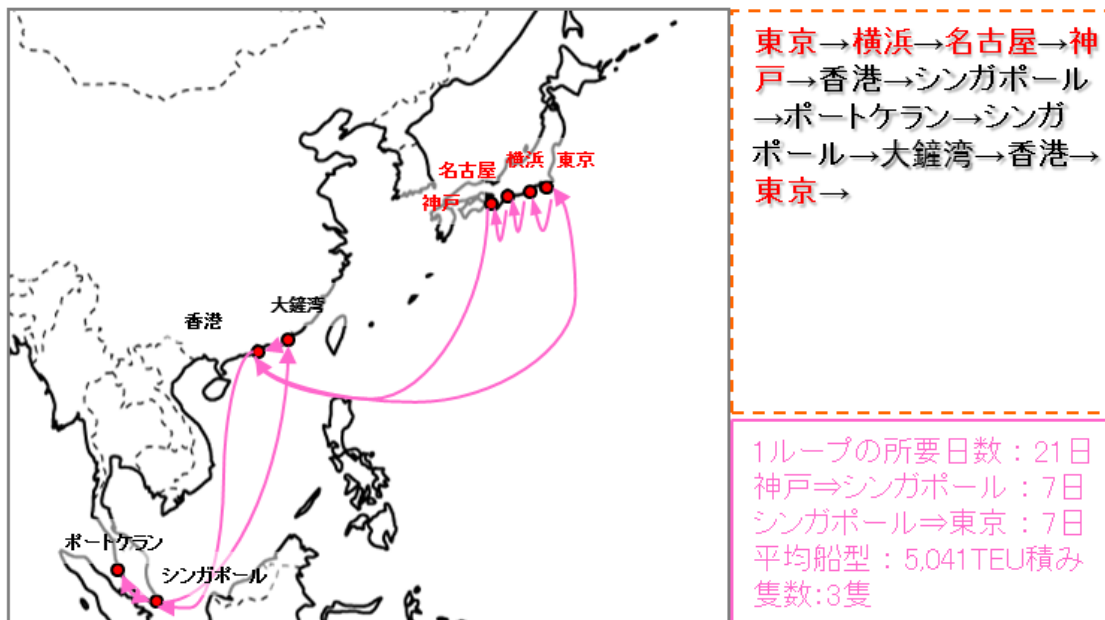 名古屋 横浜 東京
神戸
大鏟湾
香港
ポートケラン
シンガポール
東京→横浜→名古屋→神
戸→香港→シンガポール
→ポートケラン→シンガ
ポール→大鏟湾→香港→
東京→
1ループの所要日数：21日
神戸⇒シンガポール：7日
シンガポール⇒東京：7日
平均船型：5,041TEU積み
隻数:3隻